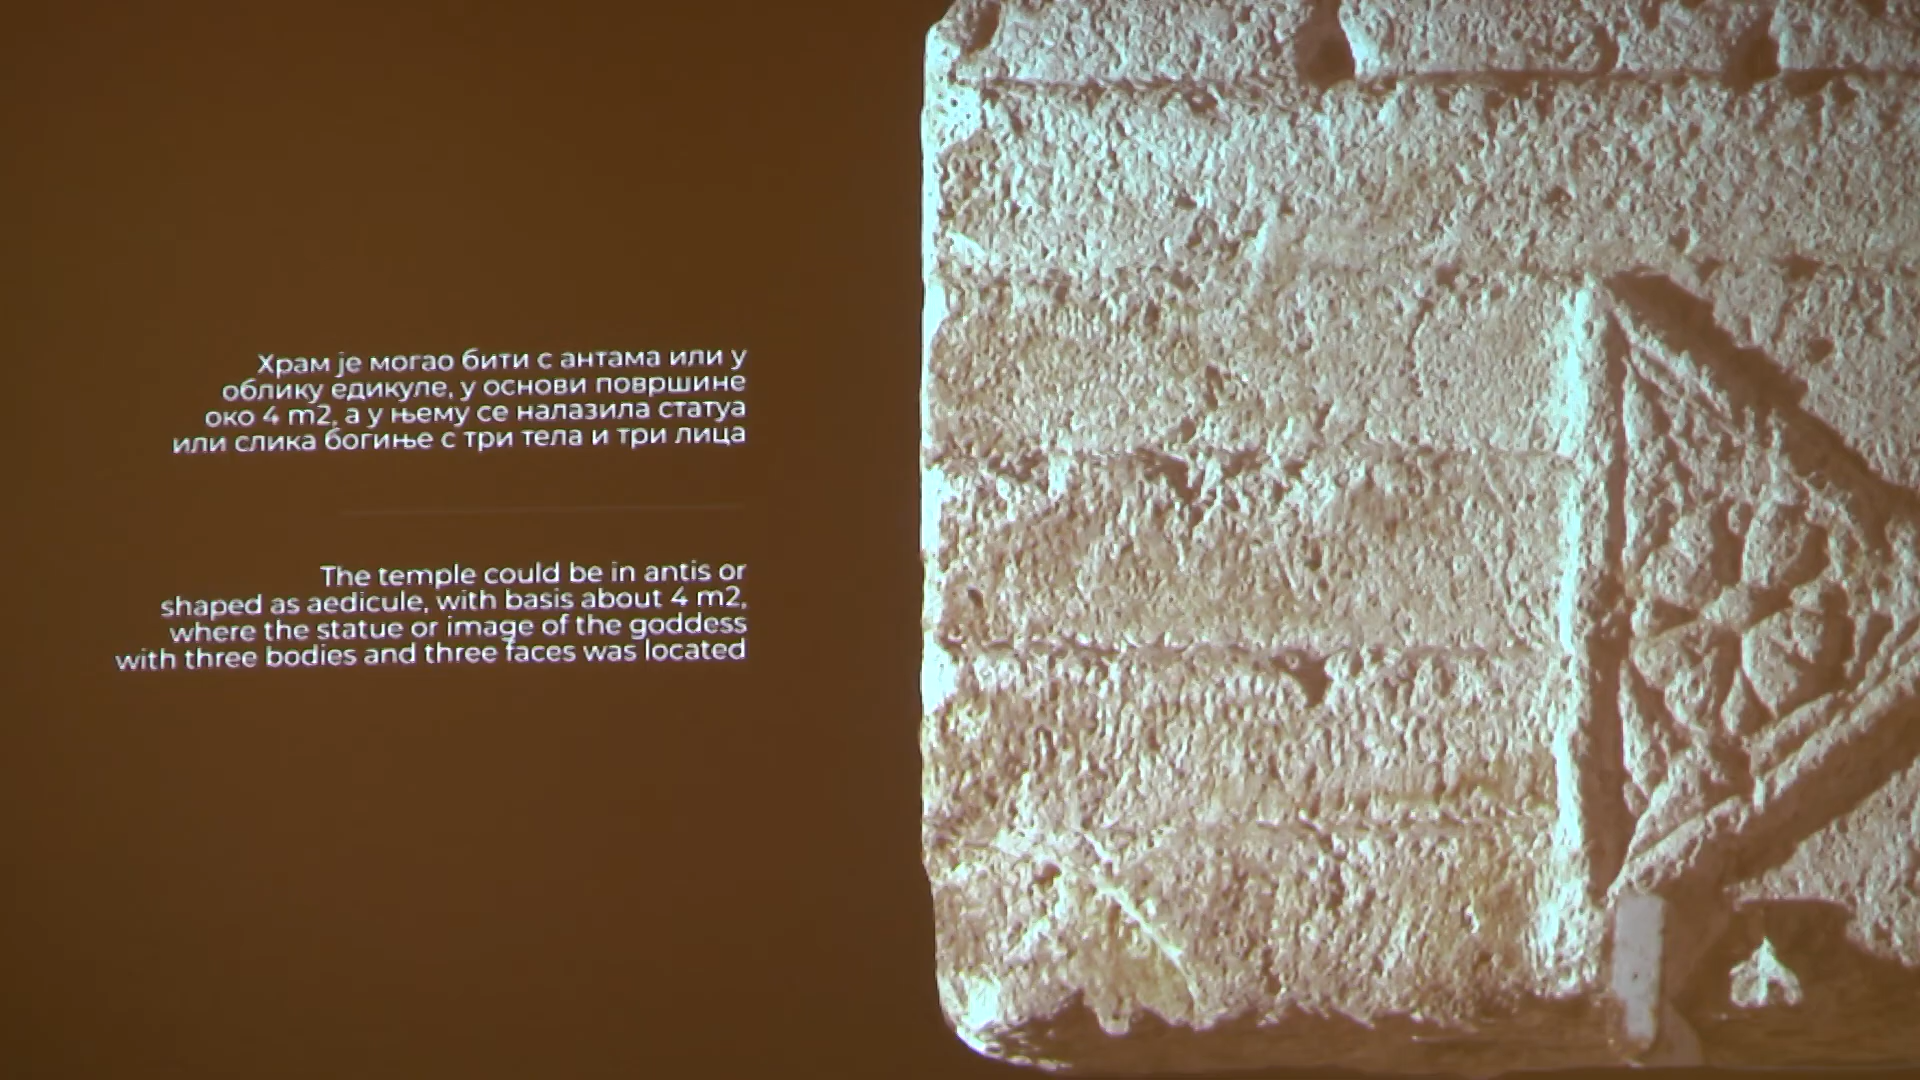 Храм је могао бити с антама или у
облику едикуле, у основи површине
око 4 m2, а у њему се налазила статуа
или слика богиње с три тела и три лица
The temple could be in antis or
shaped as aedicule, with basis about 4 m2,
where the statue or image of the goddess
with three bodies and three faces was located